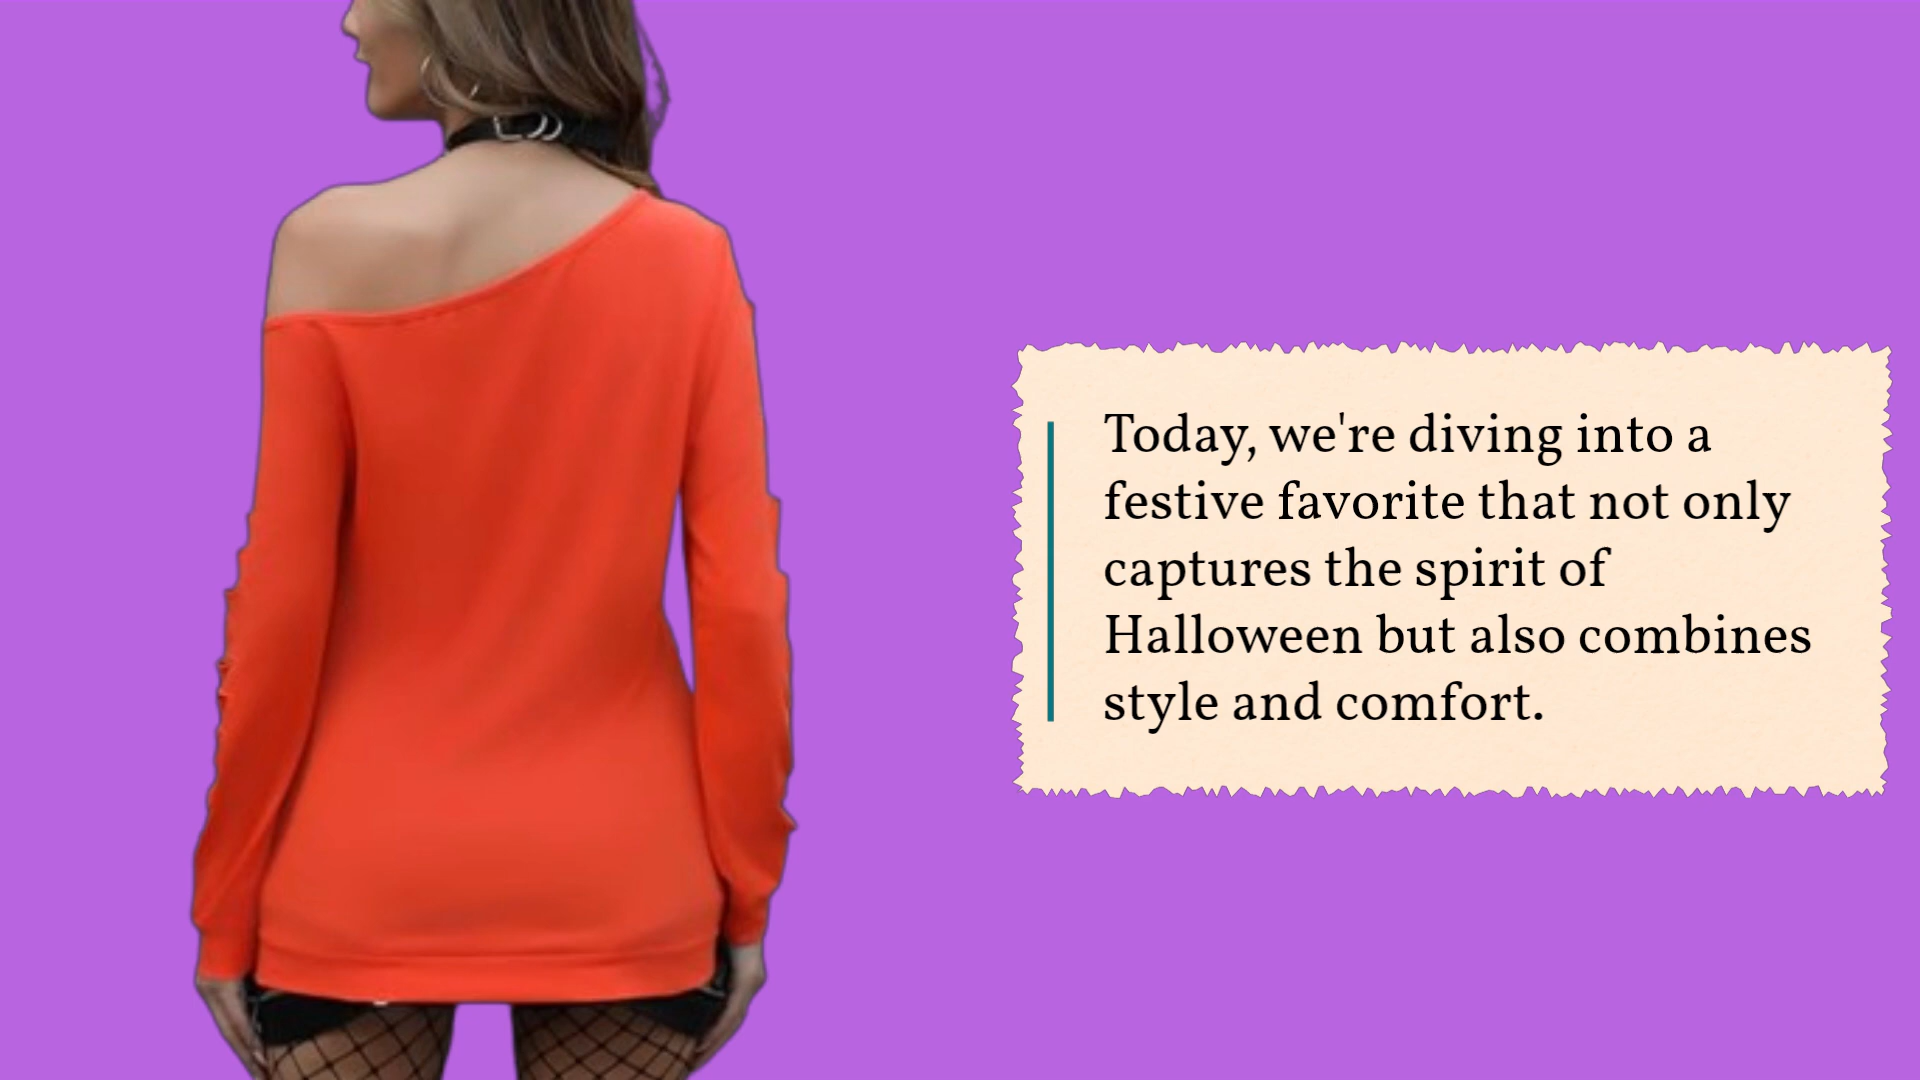 Today, we're diving into a
festive favorite that not only
captures the spirit of
Halloween but also combines
style and comfort.